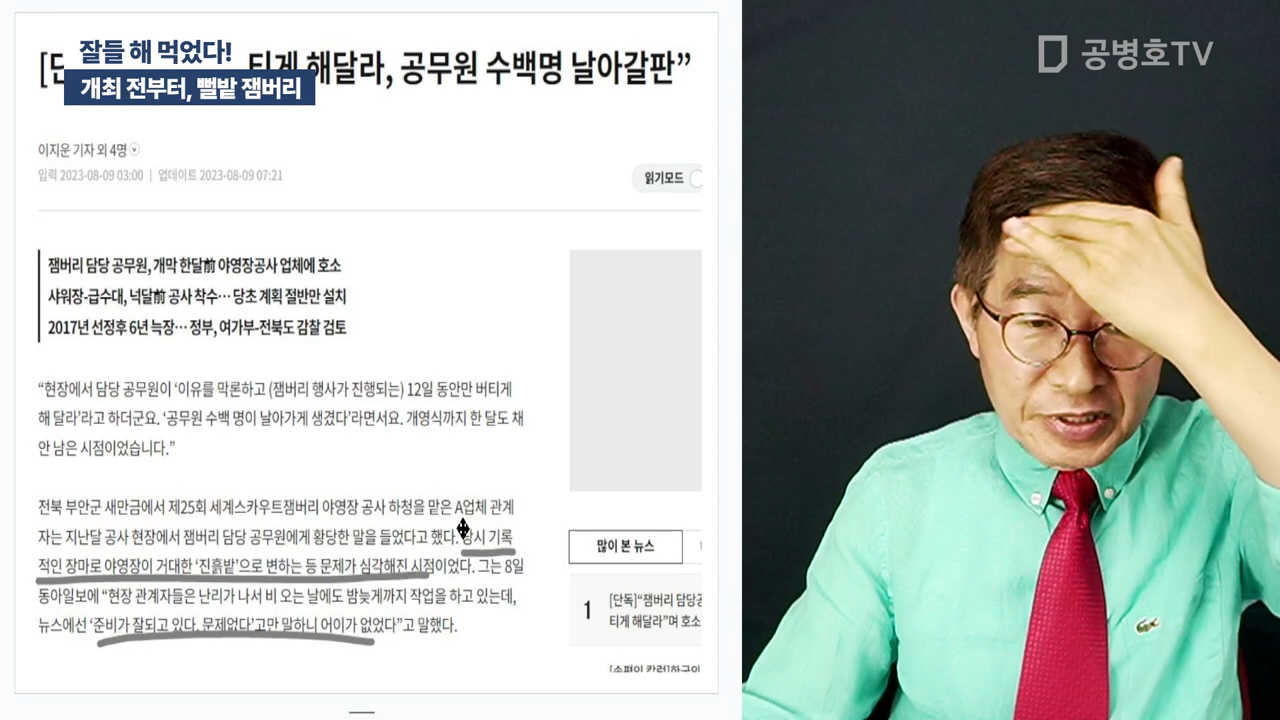 잘들 해 먹었다!
개최 전부터, 뻘밭 잼버리
티게 해달라, 공무원 수백명 날아갈판”
공병호TV
이지운 기자 외 4명
입력 2023-08-09 03:00 | 업데이트 2023-08-09 07:21
읽기모드
잼버리 담당 공무원, 개막 한달前 야영장공사 업체에 호소
샤워장-급수대, 넉달前 공사 착수… 당초 계획 절반만 설치
2017년 선정후 6년 늑장… 정부, 여가부-전북도 감찰 검토
“현장에서 담당 공무원이 ‘이유를 막론하고 (잼버리 행사가 진행되는) 12일 동안만 버티게
해 달라’라고 하더군요. ‘공무원 수백 명이 날아가게 생겼다’라면서요. 개영식까지 한 달도 채
안 남은 시점이었습니다.”
전북 부안군 새만금에서 제25회 세계스카우트잼버리 야영장 공사 하청을 맡은 A업체 관계
자는 지난달 공사 현장에서 잼버리 담당 공무원에게 황당한 말을 들었다고 했다. 당시 기록
적인 장마로 야영장이 거대한 ‘진흙밭’으로 변하는 등 문제가 심각해진 시점이었다. 그는 8일
동아일보에 “현장 관계자들은 난리가 나서 비 오는 날에도 밤늦게까지 작업을 하고 있는데,
뉴스에선 ‘준비가 잘되고 있다. 문제없다’고만 말하니 어이가 없었다”고 말했다.
많이 본 뉴스
1
[단독]“잼버리 담당공
티게 해달라”며 호소